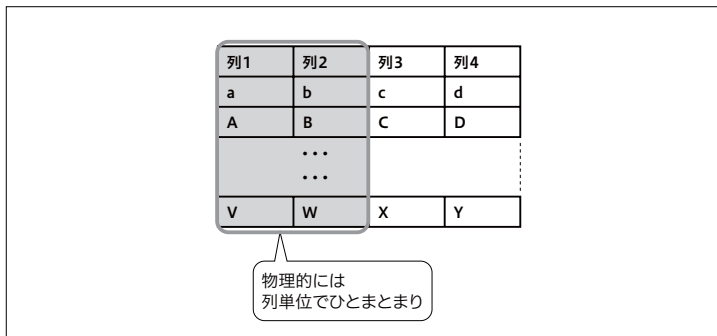 列1 列2 列3 列4
a b c d
A B C D
・・・
・・・
V W X Y
物理的には
列単位でひとまとまり